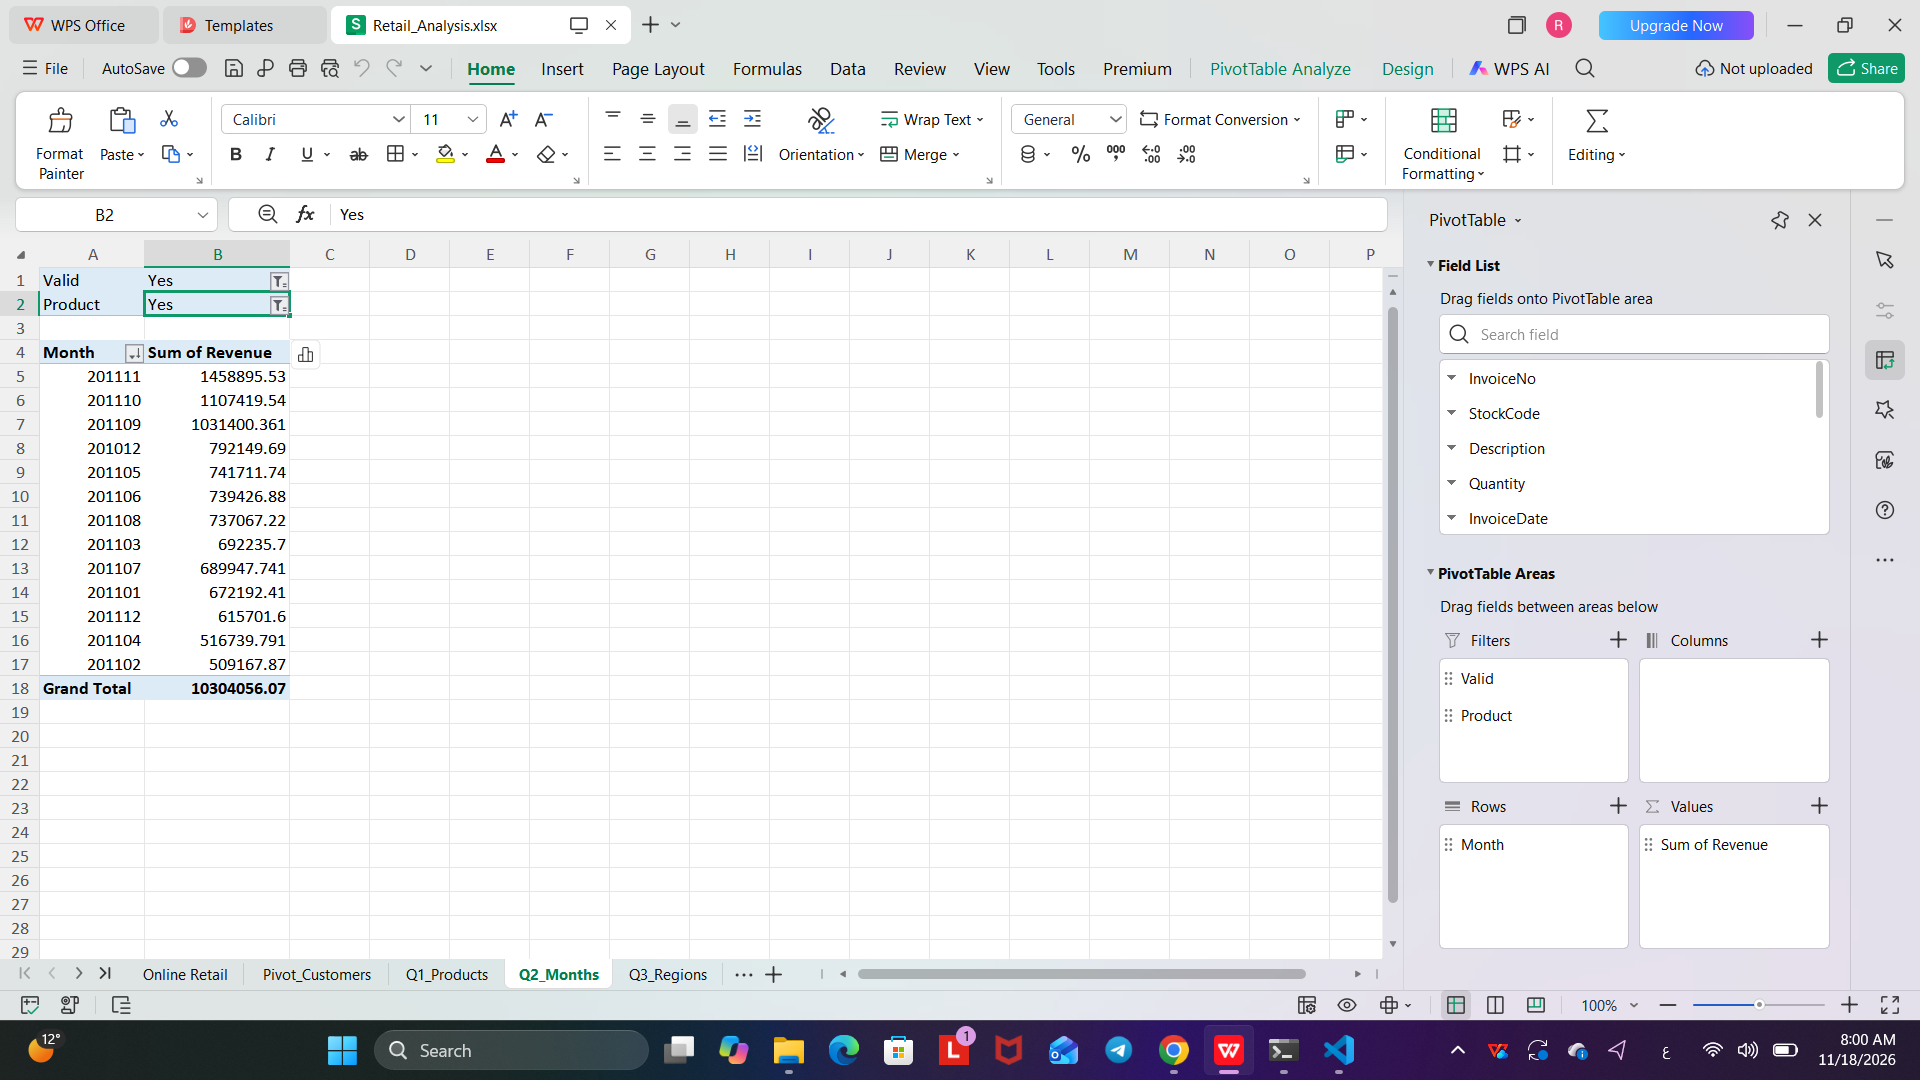 WPS Office
Templates
Retail_Analysis.xlsx
R
Upgrade Now
File
AutoSave
Home
Insert
Page Layout
Formulas
Data
Review
View
Tools
Premium
PivotTable Analyze
Design
WPS AI
Not uploaded
Share
Format Painter
Paste
Calibri
11
Wrap Text
Orientation
Merge
General
Format Conversion
Conditional Formatting
Editing
B2
Yes
A B C D E F G H I J K L M N O P
1 Valid Yes
2 Product Yes
3
4 Month Sum of Revenue
5 201111 1458895.53
6 201110 1107419.54
7 201109 1031400.361
8 201012 792149.69
9 201105 741711.74
10 201106 739426.88
11 201108 737067.22
12 201103 692235.7
13 201107 689947.741
14 201101 672192.41
15 201112 615701.6
16 201104 516739.791
17 201102 509167.87
18 Grand Total 10304056.07
19
20
21
22
23
24
25
26
27
28
29
PivotTable
Field List
Drag fields onto PivotTable area
Search field
InvoiceNo
StockCode
Description
Quantity
InvoiceDate
PivotTable Areas
Drag fields between areas below
Filters
Columns
Valid
Product
Rows
Values
Month
Sum of Revenue
Online Retail
Pivot_Customers
Q1_Products
Q2_Months
Q3_Regions
100%
12°
Search
1
ع
8:00 AM
11/18/2026